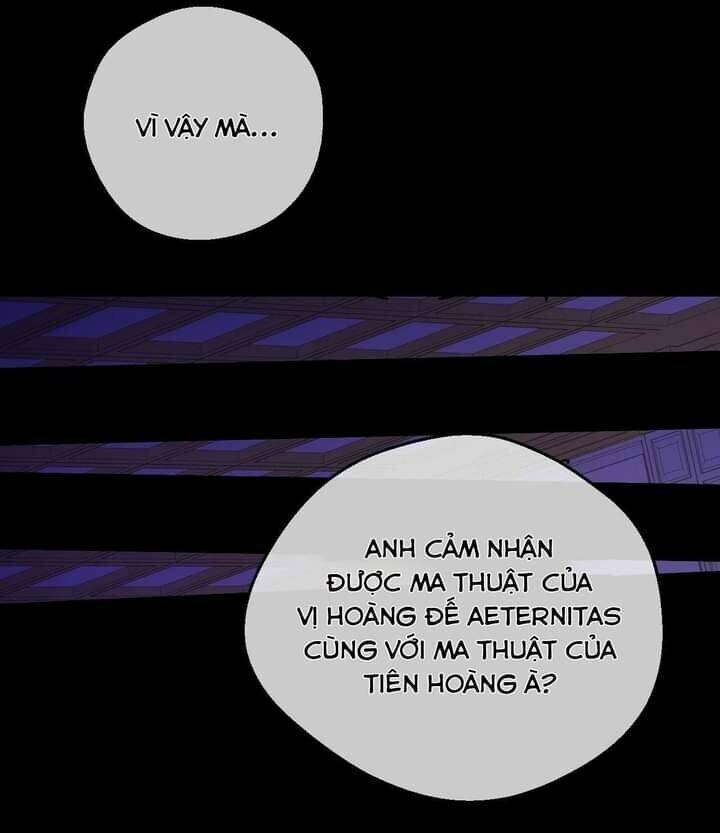 VÌ VẬY MÀ...
ANH CẢM NHẬN
ĐƯỢC MA THUẬT CỦA
VỊ HOÀNG ĐẾ AETERNITAS
CÙNG VỚI MA THUẬT CỦA
TIÊN HOÀNG À?